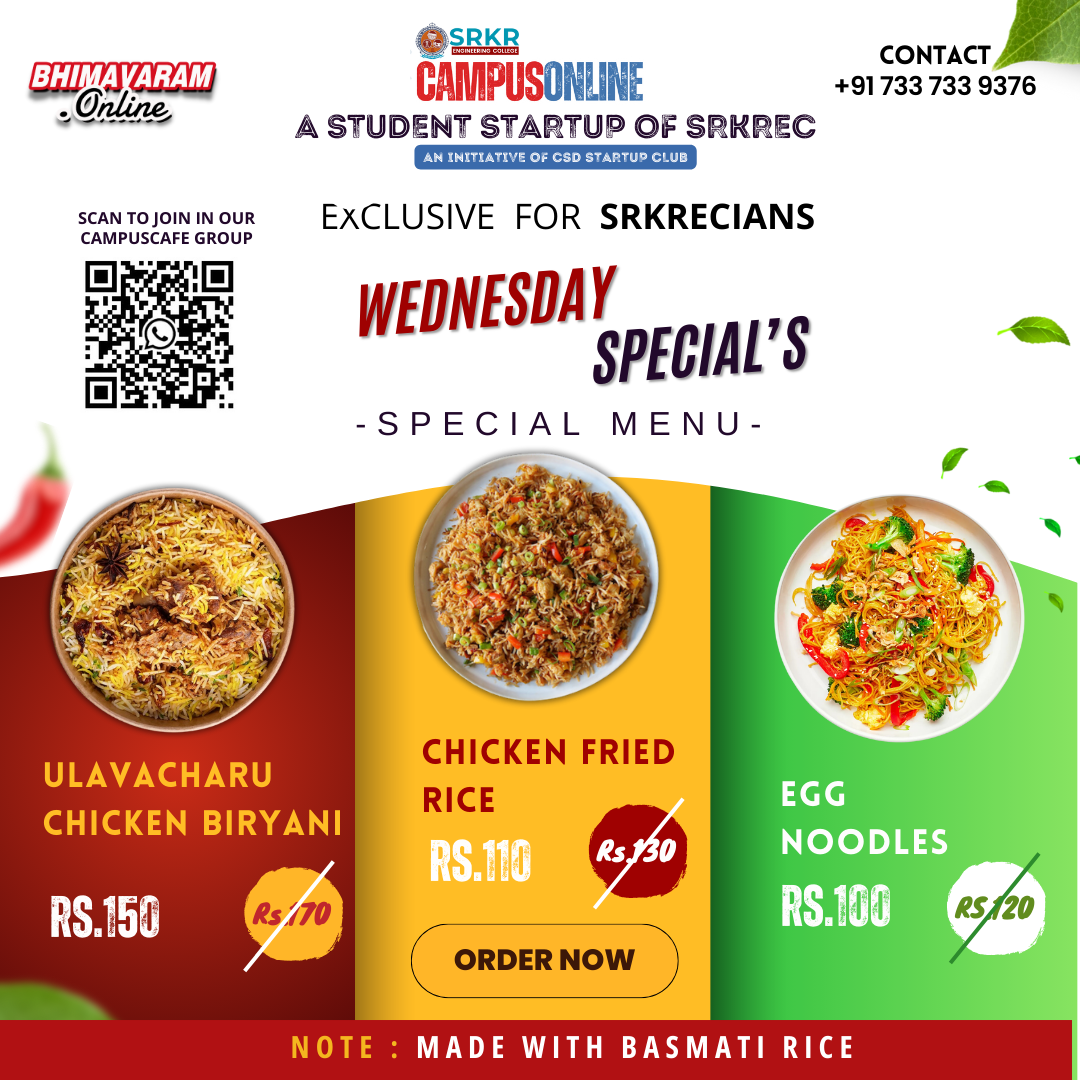 BHIMAVARAM
.Online
SRKR
ENGINEERING COLLEGE
CAMPUSONLINE
A STUDENT STARTUP OF SRKREC
AN INITIATIVE OF CSD STARTUP CLUB
CONTACT
+91 733 733 9376
SCAN TO JOIN IN OUR
CAMPUSCAFE GROUP
ExCLUSIVE FOR SRKRECIANS
WEDNESDAY
SPECIAL'S
-SPECIAL MENU-
ULAVACHARU
CHICKEN BIRYANI
RS.150
Rs.170
CHICKEN FRIED
RICE
RS.110
Rs.130
ORDER NOW
EGG
NOODLES
RS.100
RS.120
NOTE : MADE WITH BASMATI RICE